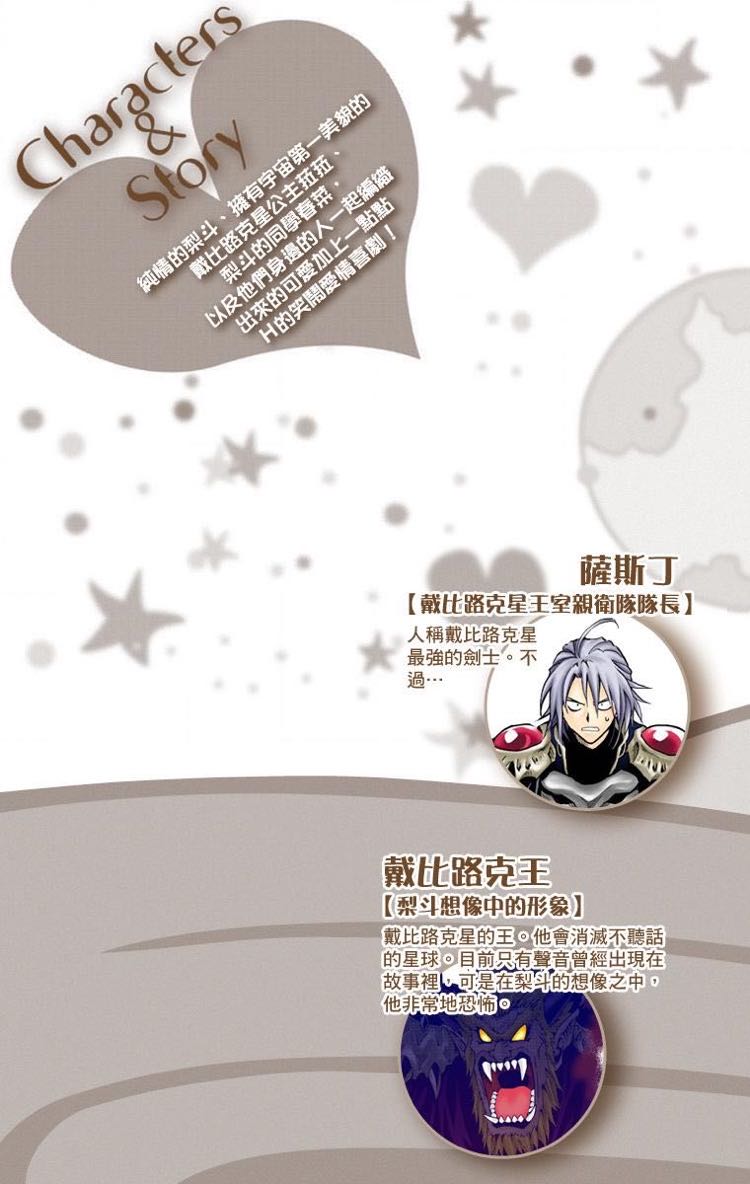 Characters
&
Story
純情的梨斗、擁有宇宙第一美貌的
戴比路克星公主菈菈、
梨斗的同學春菜，
以及他們身邊的人一起編織
出來的可愛加上一點點
H的笑鬧愛情喜劇！
薩斯丁
【戴比路克星王室親衛隊隊長】
人稱戴比路克星
最強的劍士。不
過⋯
戴比路克王
【梨斗想像中的形象】
戴比路克星的王。他會消滅不聽話
的星球。目前只有聲音曾經出現在
故事裡，可是在梨斗的想像之中，
他非常地恐怖。